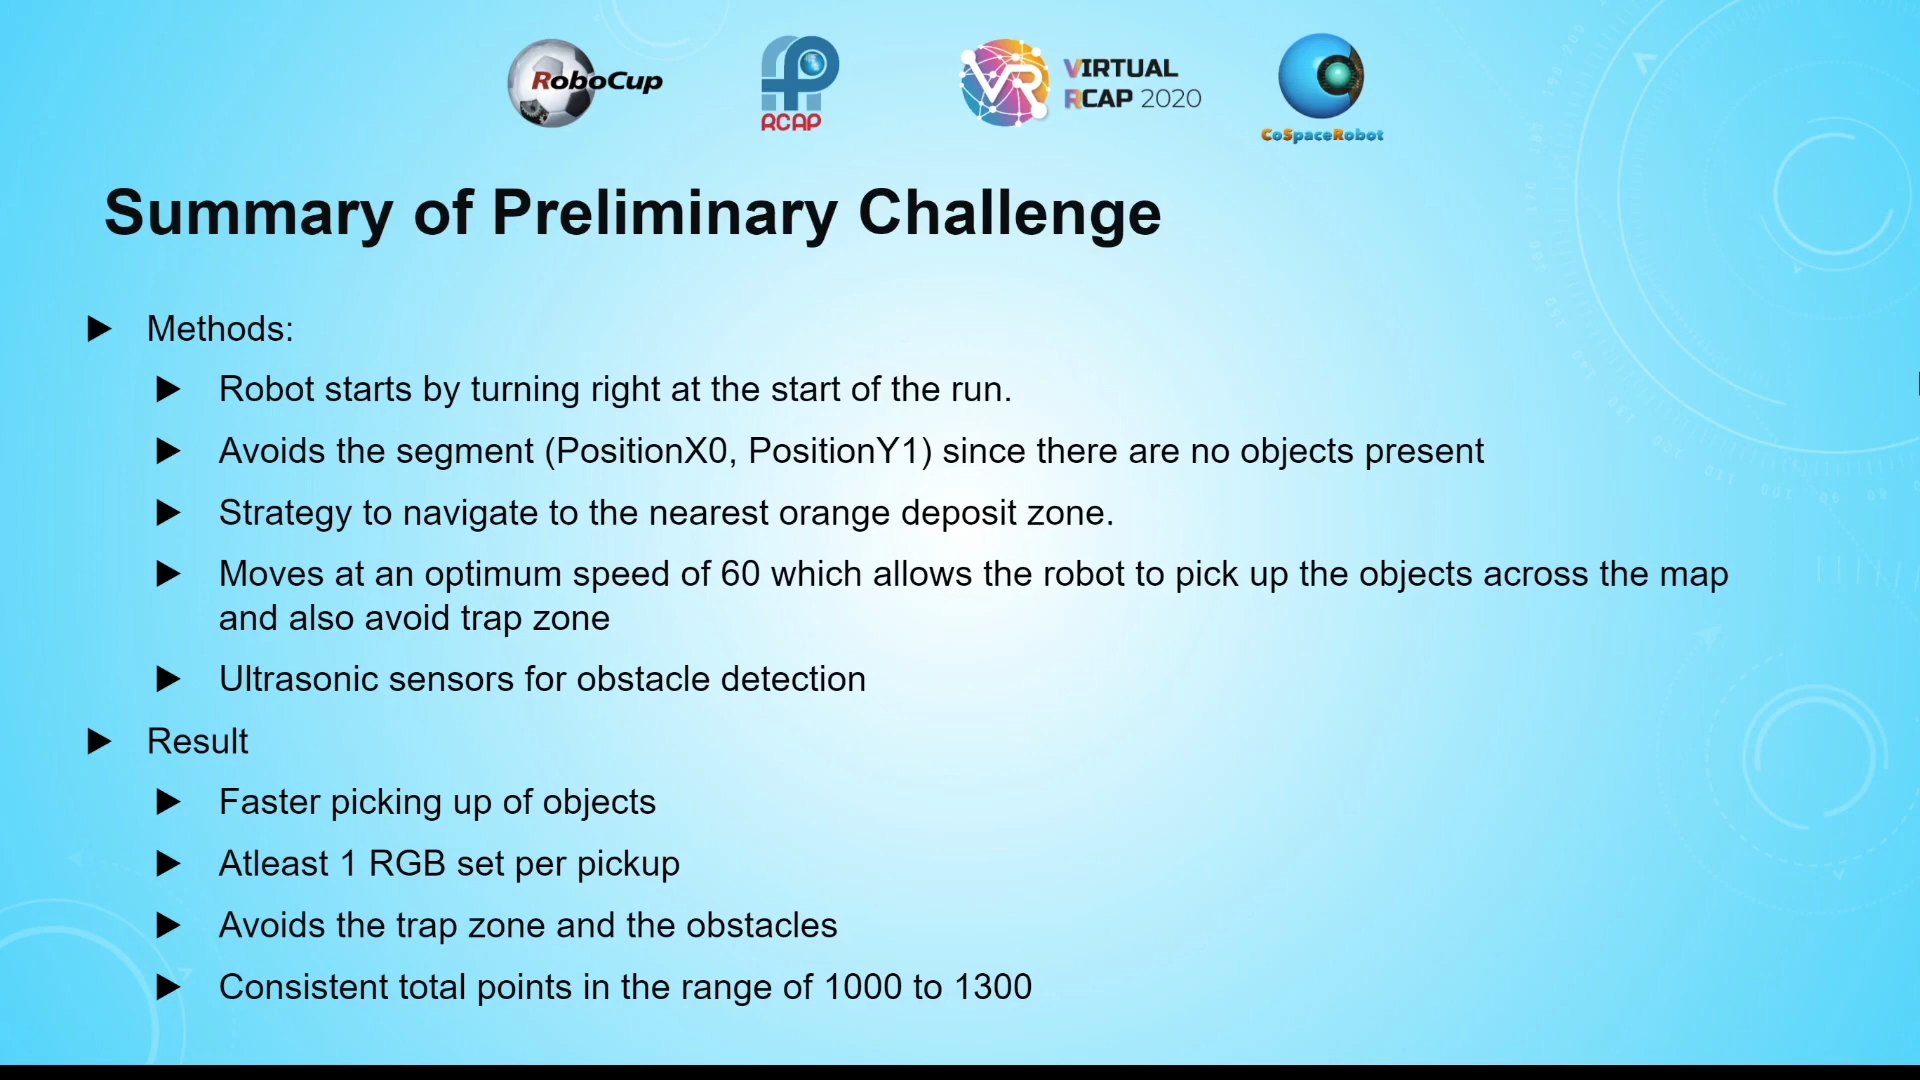 RoboCup
RCAP
VR
VIRTUAL
RCAP 2020
CoSpaceRobot
Summary of Preliminary Challenge
Methods:
Robot starts by turning right at the start of the run.
Avoids the segment (PositionX0, PositionY1) since there are no objects present
Strategy to navigate to the nearest orange deposit zone.
Moves at an optimum speed of 60 which allows the robot to pick up the objects across the map
and also avoid trap zone
Ultrasonic sensors for obstacle detection
Result
Faster picking up of objects
Atleast 1 RGB set per pickup
Avoids the trap zone and the obstacles
Consistent total points in the range of 1000 to 1300